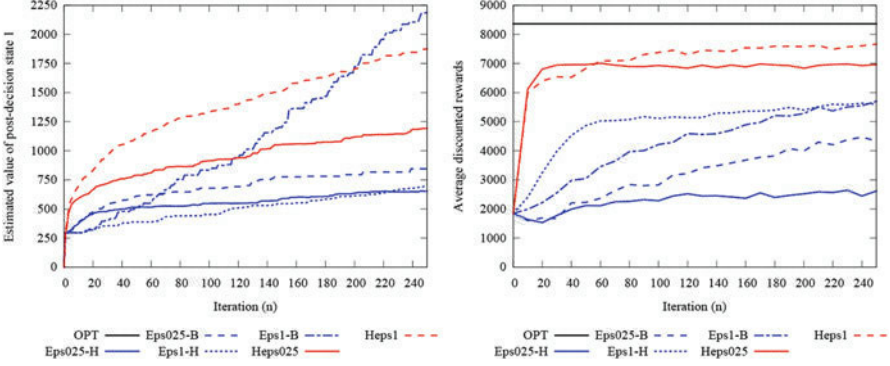 Estimated value of post-decision state 1
2250
2000
1750
1500
1250
1000
750
500
250
0
0 20 40 60 80 100 120 140 160 180 200 220 240
Iteration (n)
OPT Eps025-B Eps1-B Heps1
Eps025-H Eps1-H Heps025
Average discounted rewards
9000
8000
7000
6000
5000
4000
3000
2000
1000
0
0 20 40 60 80 100 120 140 160 180 200 220 240
Iteration (n)
OPT Eps025-B Eps1-B Heps1
Eps025-H Eps1-H Heps025